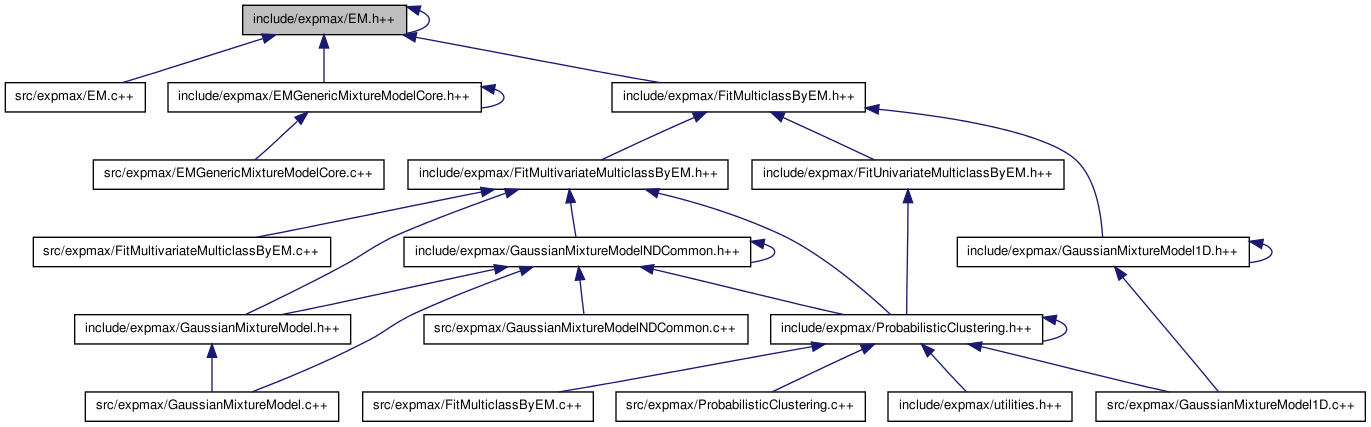 include/expmax/EM.h++
src/expmax/EM.c++
include/expmax/EMGenericMixtureModelCore.h++
include/expmax/FitMulticlassByEM.h++
src/expmax/EMGenericMixtureModelCore.c++
include/expmax/FitMultivariateMulticlassByEM.h++
include/expmax/FitUnivariateMulticlassByEM.h++
src/expmax/FitMultivariateMulticlassByEM.c++
include/expmax/GaussianMixtureModelNDCommon.h++
include/expmax/GaussianMixtureModel1D.h++
include/expmax/GaussianMixtureModel.h++
src/expmax/GaussianMixtureModelNDCommon.c++
include/expmax/ProbabilisticClustering.h++
src/expmax/GaussianMixtureModel.c++
src/expmax/FitMulticlassByEM.c++
src/expmax/ProbabilisticClustering.c++
include/expmax/utilities.h++
src/expmax/GaussianMixtureModel1D.c++